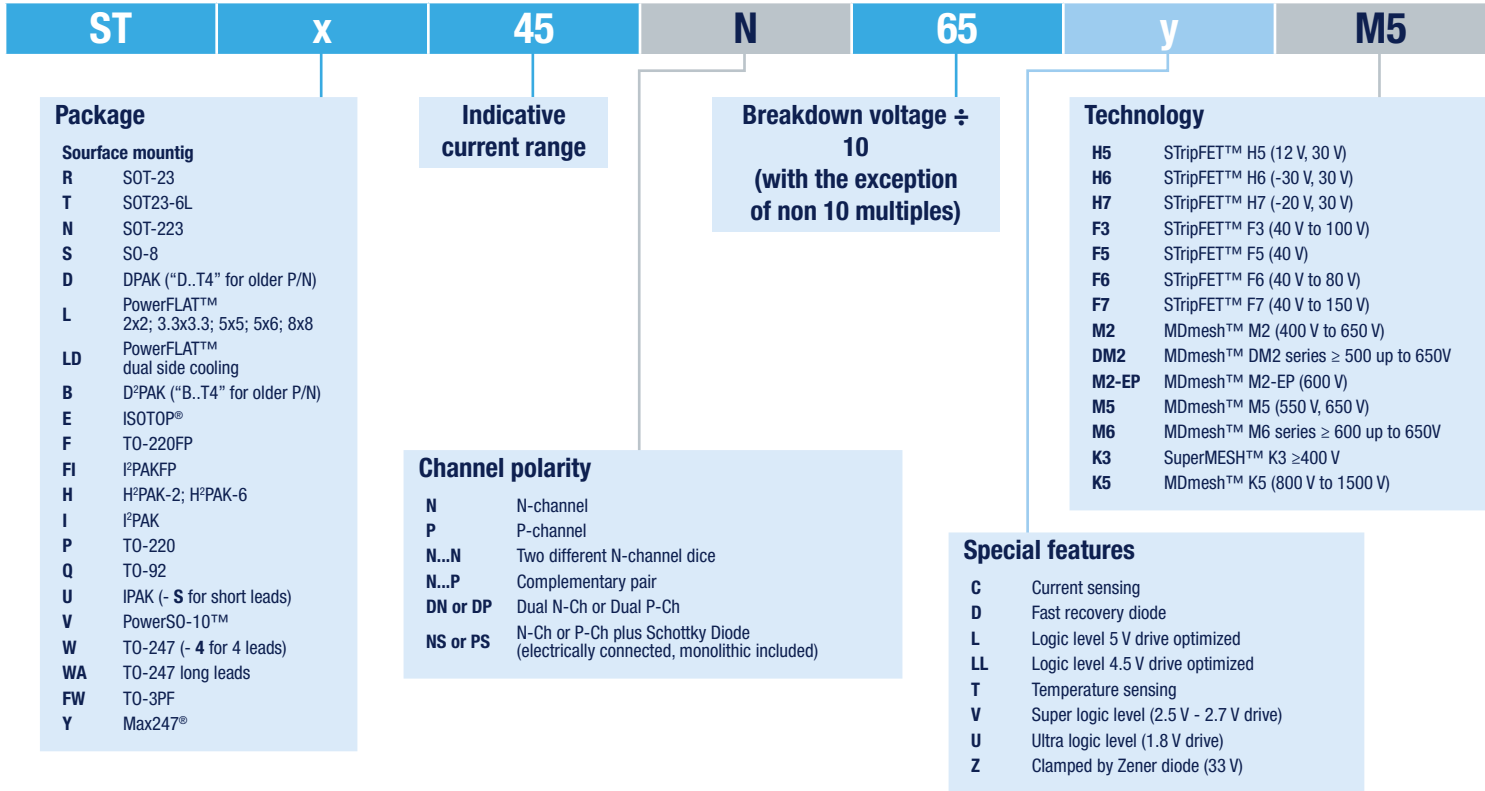 ST x 45 N 65 y M5
Package
Sourface mountig
R SOT-23
T SOT23-6L
N SOT-223
S SO-8
D DPAK (“D..T4” for older P/N)
L PowerFLAT™
2x2; 3.3x3.3; 5x5; 5x6; 8x8
LD PowerFLAT™
dual side cooling
B D²PAK (“B..T4” for older P/N)
E ISOTOP®
F TO-220FP
FI I²PAKFP
H H²PAK-2; H²PAK-6
I I²PAK
P TO-220
Q TO-92
U IPAK (- S for short leads)
V PowerSO-10™
W TO-247 (- 4 for 4 leads)
WA TO-247 long leads
FW TO-3PF
Y Max247®
Indicative
current range
Channel polarity
N N-channel
P P-channel
N...N Two different N-channel dice
N...P Complementary pair
DN or DP Dual N-Ch or Dual P-Ch
NS or PS N-Ch or P-Ch plus Schottky Diode
(electrically connected, monolithic included)
Breakdown voltage ÷
10
(with the exception
of non 10 multiples)
Technology
H5 STripFET™ H5 (12 V, 30 V)
H6 STripFET™ H6 (-30 V, 30 V)
H7 STripFET™ H7 (-20 V, 30 V)
F3 STripFET™ F3 (40 V to 100 V)
F5 STripFET™ F5 (40 V)
F6 STripFET™ F6 (40 V to 80 V)
F7 STripFET™ F7 (40 V to 150 V)
M2 MDmesh™ M2 (400 V to 650 V)
DM2 MDmesh™ DM2 series ≥ 500 up to 650V
M2-EP MDmesh™ M2-EP (600 V)
M5 MDmesh™ M5 (550 V, 650 V)
M6 MDmesh™ M6 series ≥ 600 up to 650V
K3 SuperMESH™ K3 ≥400 V
K5 MDmesh™ K5 (800 V to 1500 V)
Special features
C Current sensing
D Fast recovery diode
L Logic level 5 V drive optimized
LL Logic level 4.5 V drive optimized
T Temperature sensing
V Super logic level (2.5 V - 2.7 V drive)
U Ultra logic level (1.8 V drive)
Z Clamped by Zener diode (33 V)